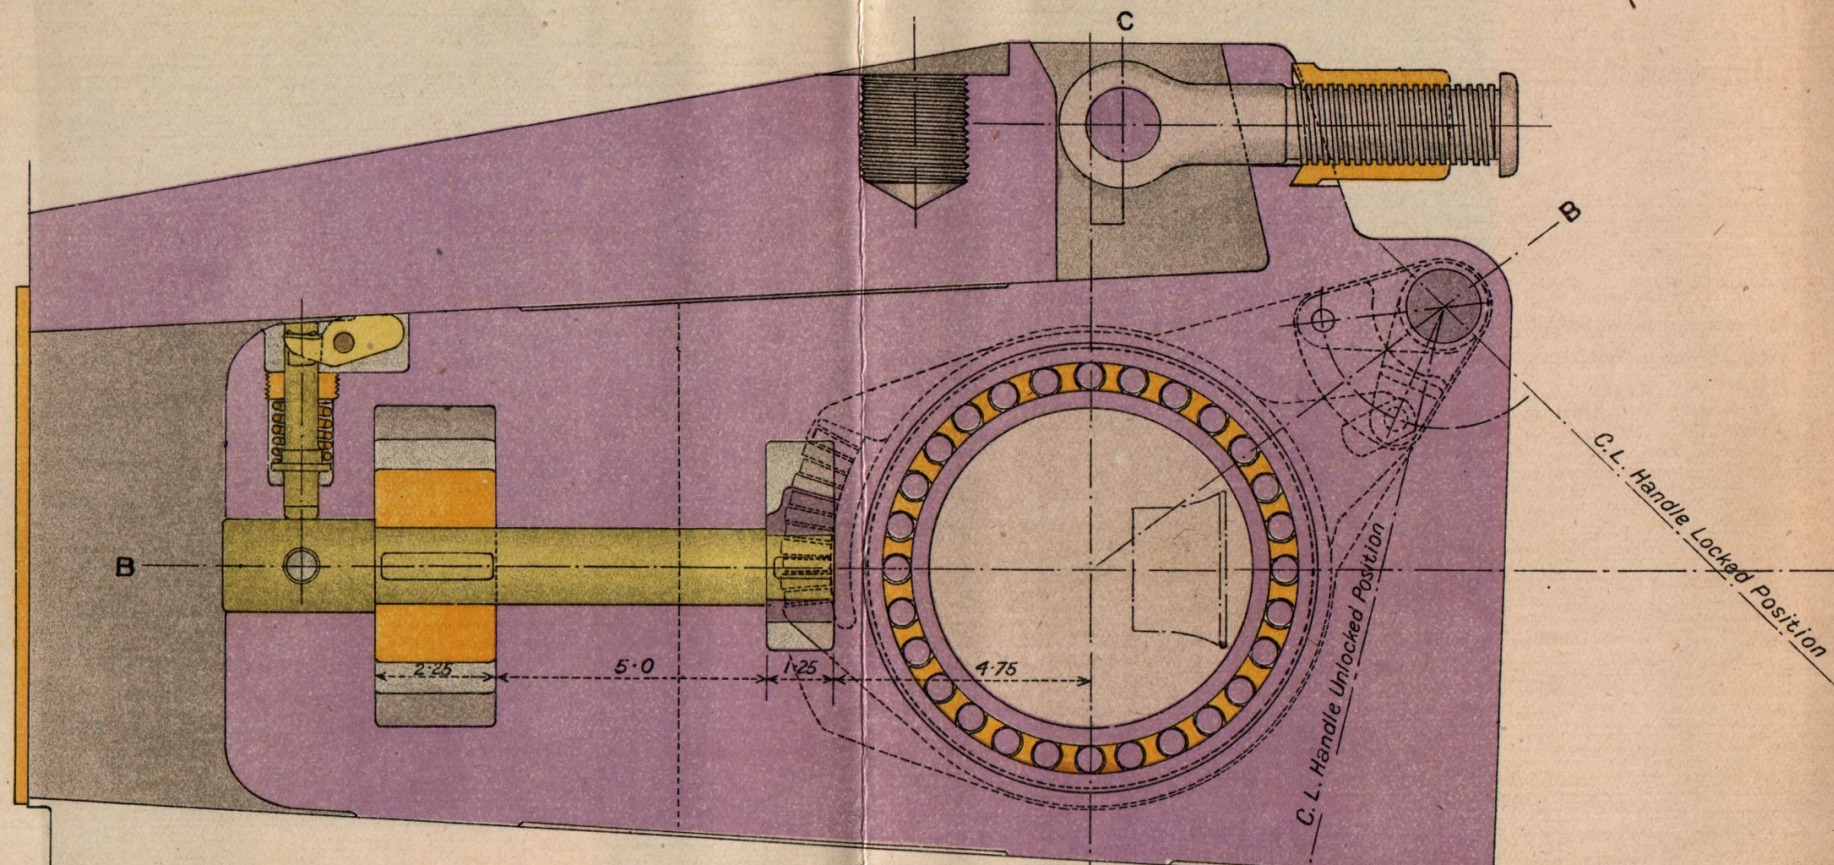 C
B
B
C.L. Handle Locked Position
C.L. Handle Unlocked Position
2·25
5·0
1·25
4·75